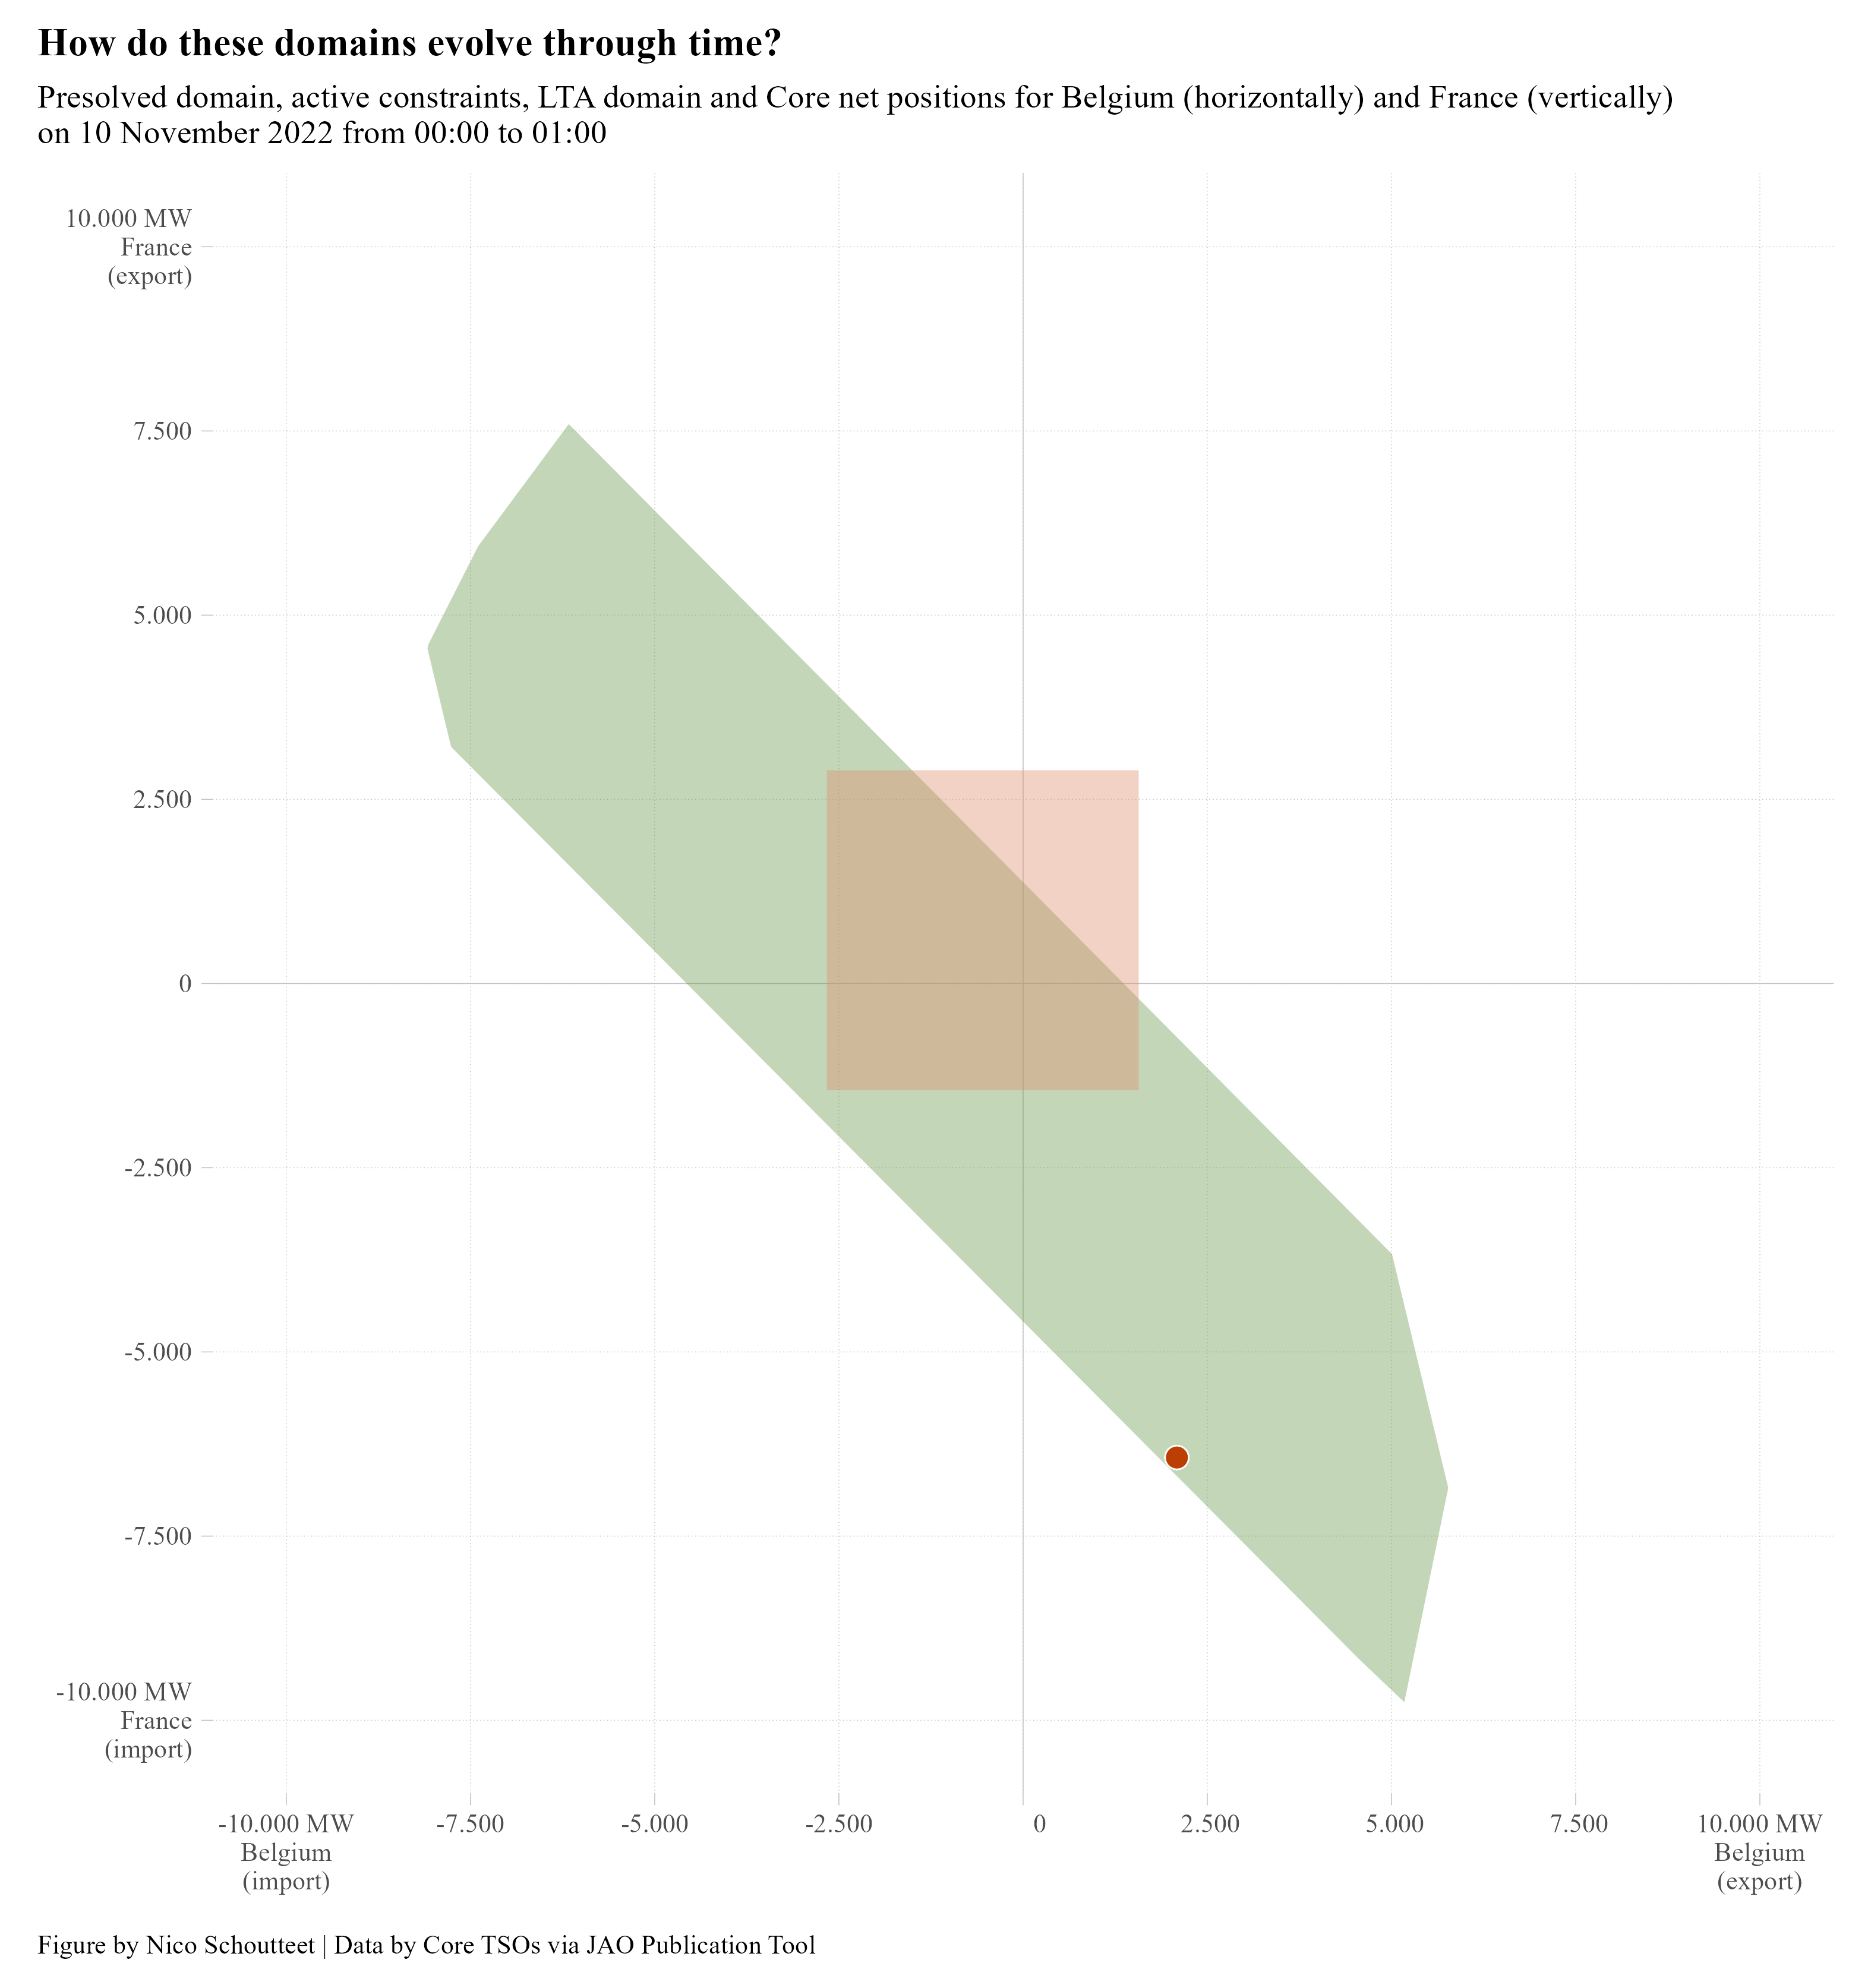 How do these domains evolve through time?
Presolved domain, active constraints, LTA domain and Core net positions for Belgium (horizontally) and France (vertically)
on 10 November 2022 from 00:00 to 01:00
10.000 MW
France
(export)
7.500
5.000
2.500
0
-2.500
-5.000
-7.500
-10.000 MW
France
(import)
-10.000 MW
Belgium
(import)
-7.500
-5.000
-2.500
0
2.500
5.000
7.500
10.000 MW
Belgium
(export)
Figure by Nico Schoutteet | Data by Core TSOs via JAO Publication Tool